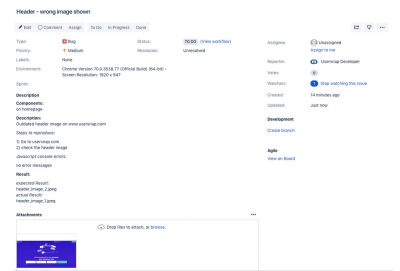 Header - wrong image shown
Edit Comment Assign To Do In Progress Done
Type: Bug Status: TO DO (View workflow)
Priority: Medium Resolution: Unresolved
Labels: None
Environment: Chrome Version 70.0.3538.77 (Official Build) (64-bit) -
Screen Resolution: 1920 x 947
Sprint:
Description
Components:
on homepage
Description:
Outdated header image on www.usersnap.com
Steps to reproduce:
1) Go to usersnap.com
2) check the header image
Javascript console errors:
no error messages
Result:
expected Result:
header_image_2.jpeg
actual Result:
header_image_1.jpeg
Attachments
Drop files to attach, or browse.
Assignee: Unassigned
Assign to me
Reporter: Usersnap Developer
Votes: 0
Watchers: 1 Stop watching this issue
Created: 14 minutes ago
Updated: Just now
Development
Create branch
Agile
View on Board